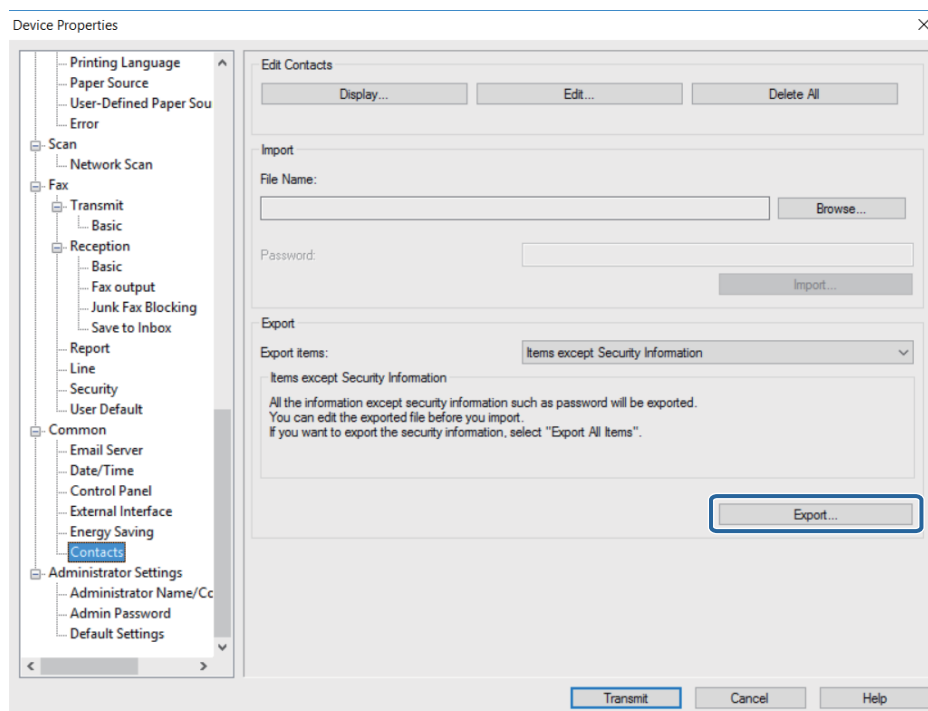 Device Properties
Printing Language
Paper Source
User-Defined Paper Sou
Error
Scan
Network Scan
Fax
Transmit
Basic
Reception
Basic
Fax output
Junk Fax Blocking
Save to Inbox
Report
Line
Security
User Default
Common
Email Server
Date/Time
Control Panel
External Interface
Energy Saving
Contacts
Administrator Settings
Administrator Name/Cc
Admin Password
Default Settings
Edit Contacts
Display... Edit... Delete All
Import
File Name:
Browse...
Password:
Import...
Export
Export items: Items except Security Information
Items except Security Information
All the information except security information such as password will be exported.
You can edit the exported file before you import.
If you want to export the security information, select "Export All Items".
Export...
Transmit Cancel Help